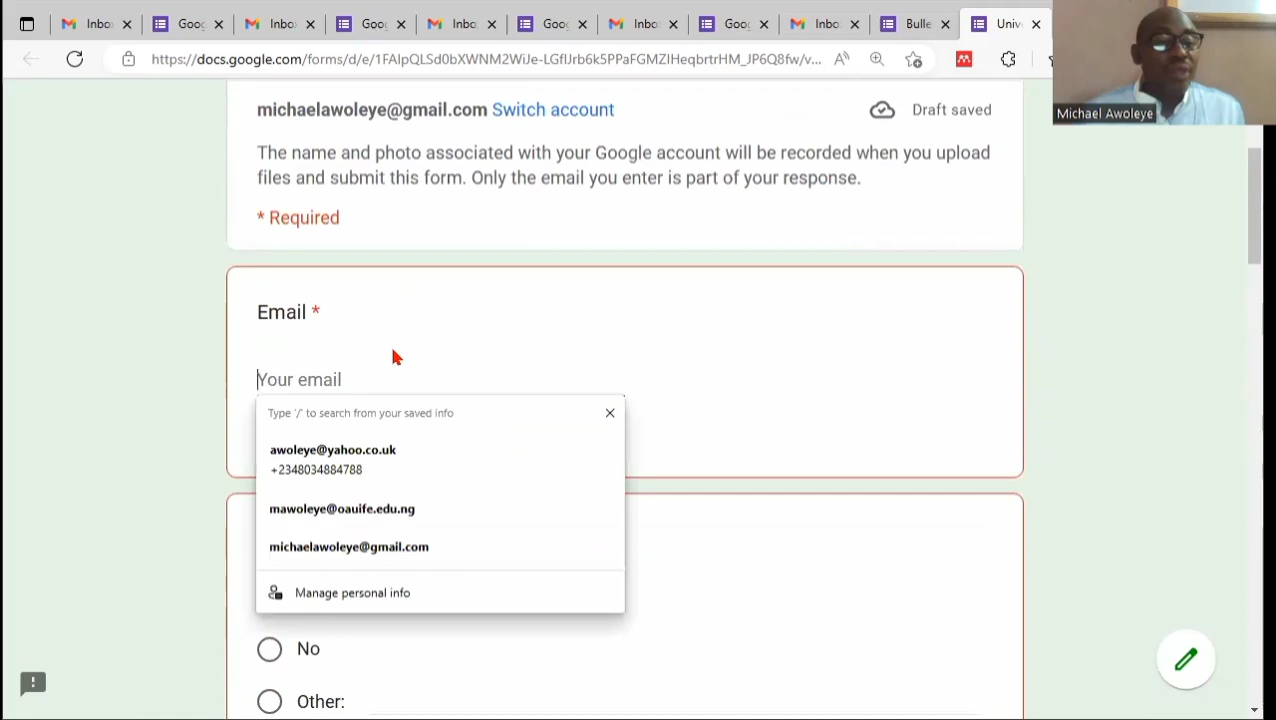 Inbo
Goog
Inbo
Goog
Inbo
Goog
Inbo
Goog
Inbo
Bulle
Univ
https://docs.google.com/forms/d/e/1FAIpQLSd0bXWNM2WiJe-LGfIJrb6k5PPaFGMZIHeqbrtrHM_JP6Q8fw/v...
Michael Awoleye
michaelawoleye@gmail.com Switch account
Draft saved
The name and photo associated with your Google account will be recorded when you upload
files and submit this form. Only the email you enter is part of your response.
* Required
Email *
Your email
Type '/' to search from your saved info
awoleye@yahoo.co.uk
+2348034884788
mawoleye@oauife.edu.ng
michaelawoleye@gmail.com
Manage personal info
No
Other: